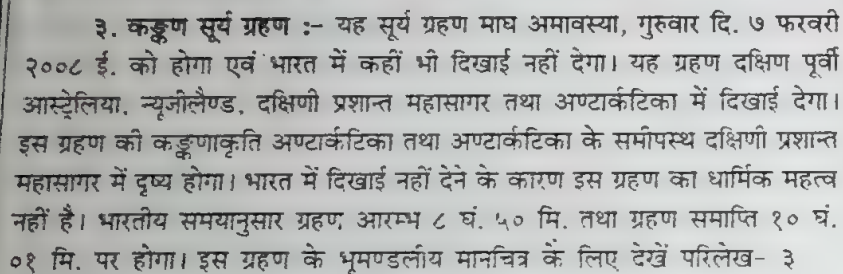 ३. कङ्कण सूर्य ग्रहण :- यह सूर्य ग्रहण माघ अमावस्या, गुरुवार दि. ७ फरवरी
२००८ ई. को होगा एवं भारत में कहीं भी दिखाई नहीं देगा। यह ग्रहण दक्षिण पूर्वी
आस्ट्रेलिया, न्यूजीलैण्ड, दक्षिणी प्रशान्त महासागर तथा अण्टार्कटिका में दिखाई देगा।
इस ग्रहण की कङ्कणाकृति अण्टार्कटिका तथा अण्टार्कटिका के समीपस्थ दक्षिणी प्रशान्त
महासागर में दृष्य होगा। भारत में दिखाई नहीं देने के कारण इस ग्रहण का धार्मिक महत्व
नहीं है। भारतीय समयानुसार ग्रहण आरम्भ ८ घं. ५० मि. तथा ग्रहण समाप्ति १० घं.
०१ मि. पर होगा। इस ग्रहण के भूमण्डलीय मानचित्र के लिए देखें परिलेख- ३